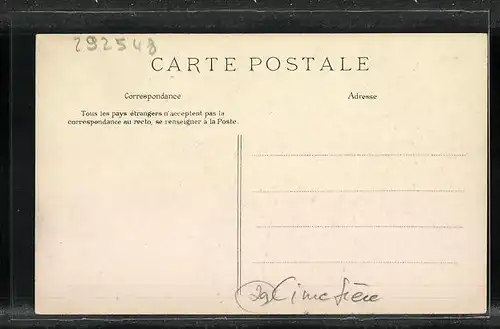 292548
CARTE POSTALE
Correspondance
Adresse
Tous les pays étrangers n'acceptent pas la
correspondance au recto, se renseigner à la Poste.
29 Cimetière